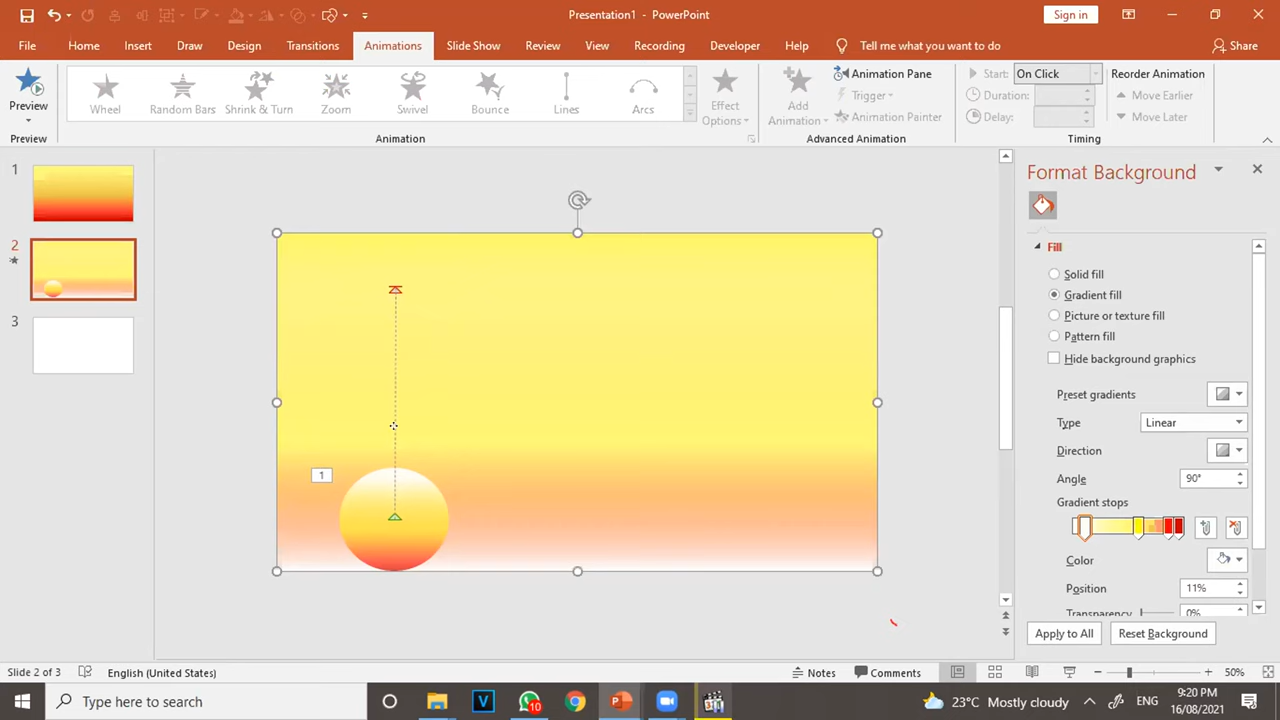 Presentation1 - PowerPoint
Sign in
File
Home
Insert
Draw
Design
Transitions
Animations
Slide Show
Review
View
Recording
Developer
Help
Tell me what you want to do
Share
Preview
Wheel
Random Bars
Shrink & Turn
Zoom
Swivel
Bounce
Lines
Arcs
Effect
Options
Add
Animation
Animation Pane
Trigger
Animation Painter
Start: On Click
Duration:
Delay:
Reorder Animation
Move Earlier
Move Later
Preview
Animation
Advanced Animation
Timing
1
2
3
1
Format Background
Fill
Solid fill
Gradient fill
Picture or texture fill
Pattern fill
Hide background graphics
Preset gradients
Type Linear
Direction
Angle 90°
Gradient stops
Color
Position 11%
Transparency 0%
Apply to All
Reset Background
Slide 2 of 3
English (United States)
Notes
Comments
50%
Type here to search
V
10
23°C Mostly cloudy
ENG
9:20 PM
16/08/2021